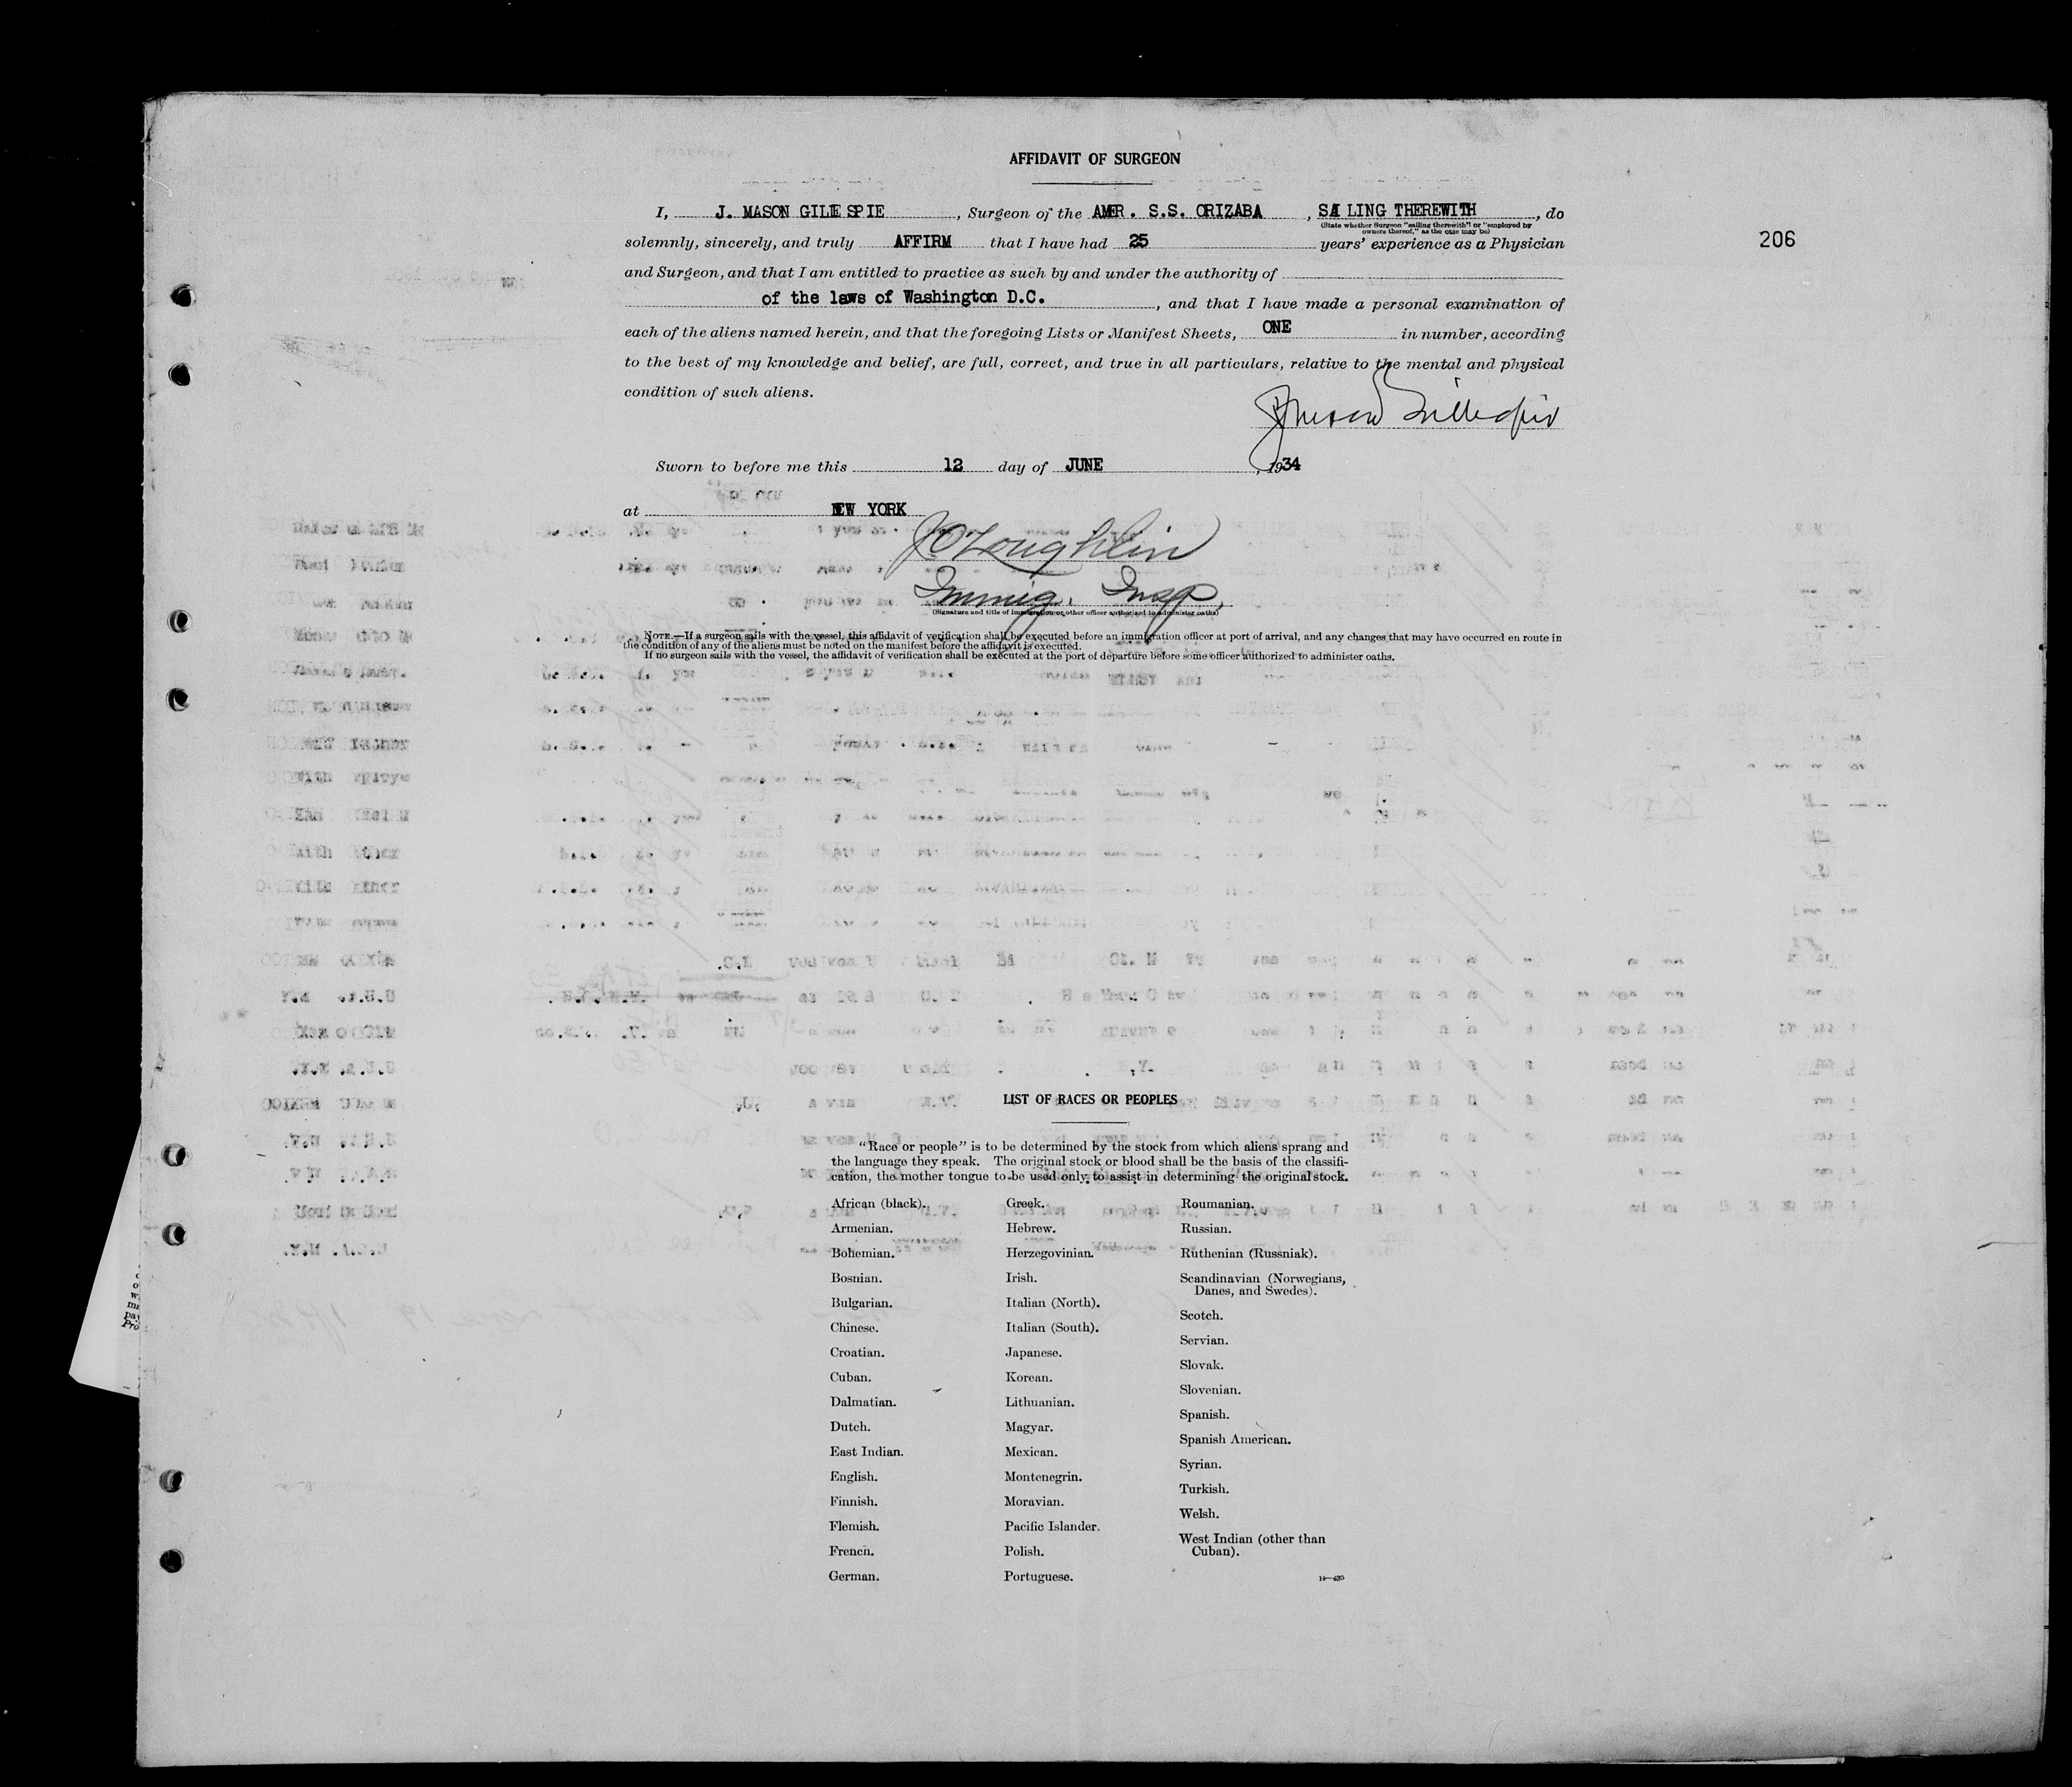 AFFIDAVIT OF SURGEON
I, J. MASON GILLESPIE, Surgeon of the AMER. S.S. ORIZABA, SAILING THEREWITH, do
(State whether Surgeon "sailing therewith" or "employed by
owners thereof," as the case may be)
solemnly, sincerely, and truly AFFIRM that I have had 25 years' experience as a Physician
206
and Surgeon, and that I am entitled to practice as such by and under the authority of
of the laws of Washington D.C., and that I have made a personal examination of
each of the aliens named herein, and that the foregoing Lists or Manifest Sheets, ONE in number, according
to the best of my knowledge and belief, are full, correct, and true in all particulars, relative to the mental and physical
condition of such aliens.
J Mason Gillespie
Sworn to before me this 12 day of JUNE, 1934
at NEW YORK
J O'Loughlin
Immig. Insp.
(Signature and title of immigration or other officer authorized to administer oaths)
NOTE.—If a surgeon sails with the vessel, this affidavit of verification shall be executed before an immigration officer at port of arrival, and any changes that may have occurred en route in
the condition of any of the aliens must be noted on the manifest before the affidavit is executed.
If no surgeon sails with the vessel, the affidavit of verification shall be executed at the port of departure before some officer authorized to administer oaths.
LIST OF RACES OR PEOPLES
"Race or people" is to be determined by the stock from which aliens sprang and
the language they speak. The original stock or blood shall be the basis of the classifi-
cation, the mother tongue to be used only to assist in determining the original stock.
African (black).
Armenian.
Bohemian.
Bosnian.
Bulgarian.
Chinese.
Croatian.
Cuban.
Dalmatian.
Dutch.
East Indian.
English.
Finnish.
Flemish.
French.
German.
Greek.
Hebrew.
Herzegovinian.
Irish.
Italian (North).
Italian (South).
Japanese.
Korean.
Lithuanian.
Magyar.
Mexican.
Montenegrin.
Moravian.
Pacific Islander.
Polish.
Portuguese.
Roumanian.
Russian.
Ruthenian (Russniak).
Scandinavian (Norwegians,
Danes, and Swedes).
Scotch.
Servian.
Slovak.
Slovenian.
Spanish.
Spanish American.
Syrian.
Turkish.
Welsh.
West Indian (other than
Cuban).